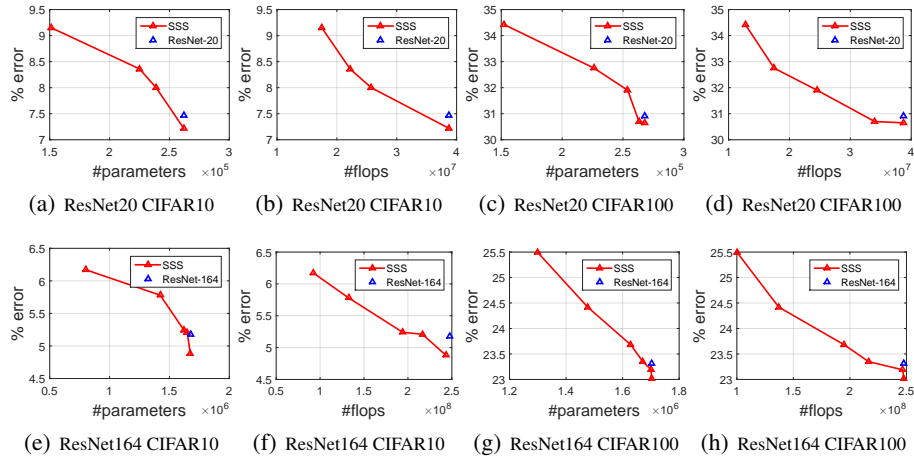 9.5
9
8.5
8
7.5
7
% error
SSS
ResNet-20
1
1.5
2
2.5
3
#parameters
×10^5
(a) ResNet20 CIFAR10
9.5
9
8.5
8
7.5
7
% error
SSS
ResNet-20
1
2
3
4
#flops
×10^7
(b) ResNet20 CIFAR10
35
34
33
32
31
30
% error
SSS
ResNet-20
1.5
2
2.5
3
#parameters
×10^5
(c) ResNet20 CIFAR100
35
34
33
32
31
30
% error
SSS
ResNet-20
1
2
3
4
#flops
×10^7
(d) ResNet20 CIFAR100
6.5
6
5.5
5
4.5
% error
SSS
ResNet-164
0.5
1
1.5
2
#parameters
×10^6
(e) ResNet164 CIFAR10
6.5
6
5.5
5
4.5
% error
SSS
ResNet-164
0.5
1
1.5
2
2.5
#flops
×10^8
(f) ResNet164 CIFAR10
25.5
25
24.5
24
23.5
23
% error
SSS
ResNet-164
1.2
1.4
1.6
1.8
#parameters
×10^6
(g) ResNet164 CIFAR100
25.5
25
24.5
24
23.5
23
% error
SSS
ResNet-164
1
1.5
2
2.5
#flops
×10^8
(h) ResNet164 CIFAR100